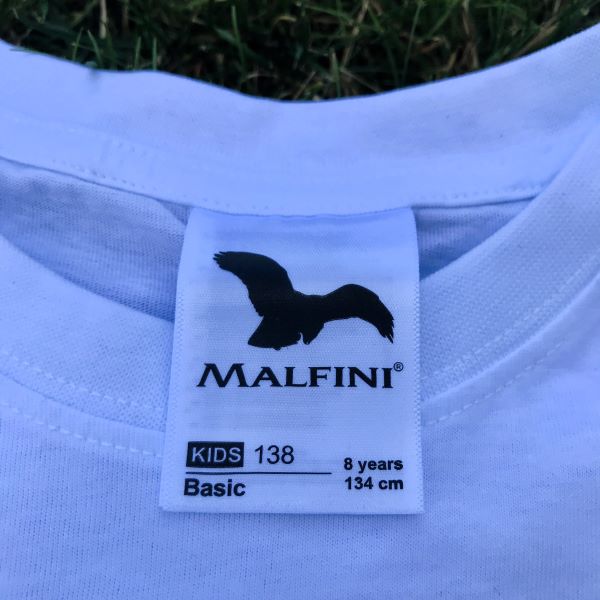 MALFINI®
KIDS 138 8 years
Basic 134 cm